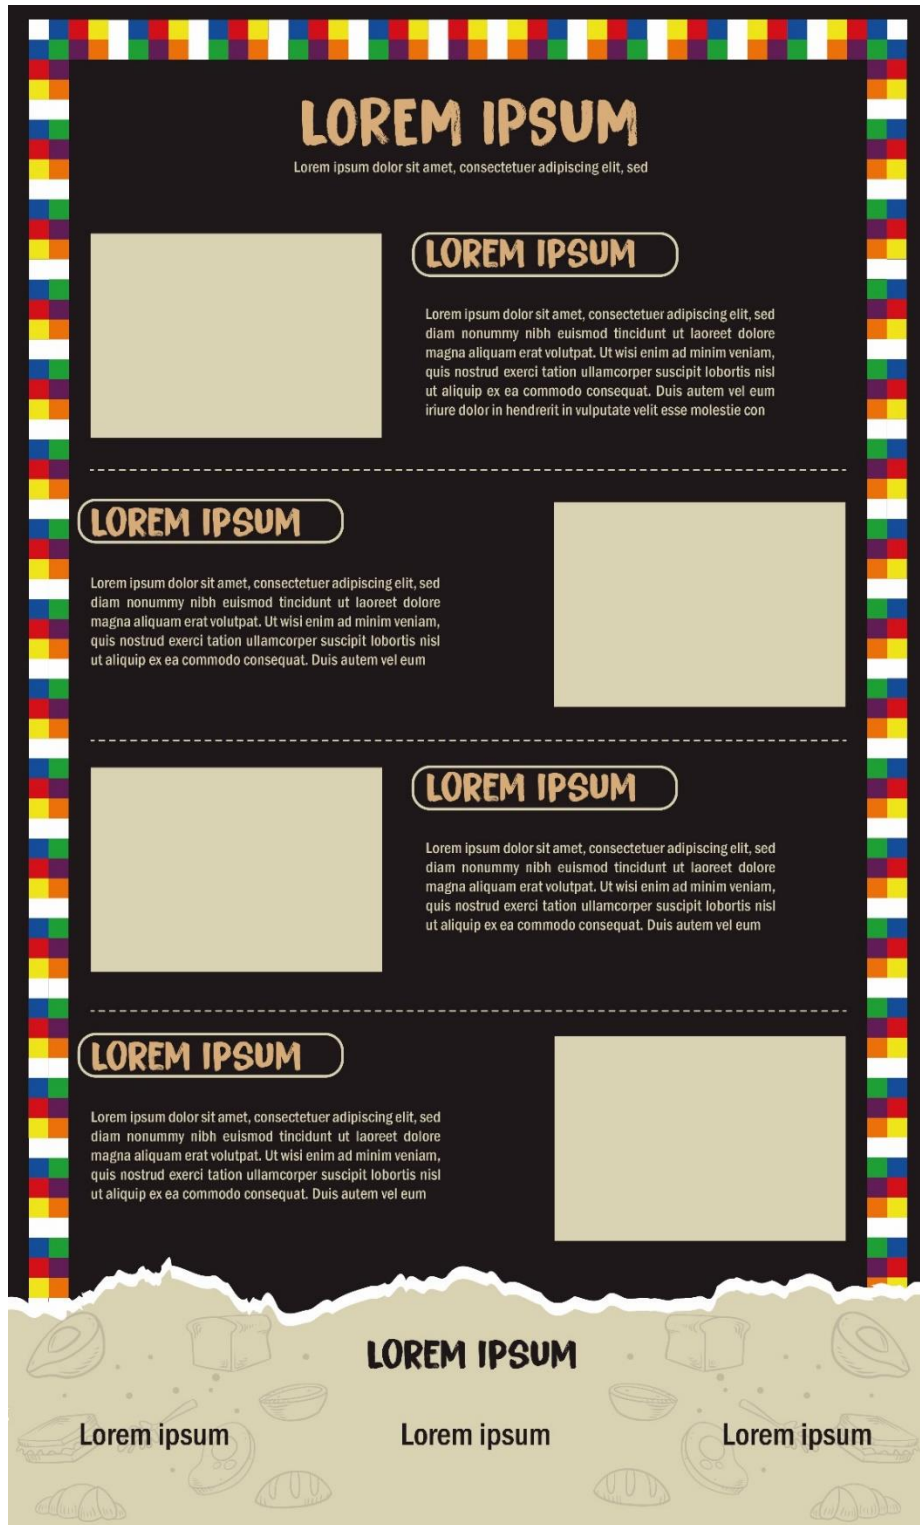 LOREM IPSUM
Lorem ipsum dolor sit amet, consectetuer adipiscing elit, sed
LOREM IPSUM
Lorem ipsum dolor sit amet, consectetuer adipiscing elit, sed
diam nonummy nibh euismod tincidunt ut laoreet dolore
magna aliquam erat volutpat. Ut wisi enim ad minim veniam,
quis nostrud exerci tation ullamcorper suscipit lobortis nisl
ut aliquip ex ea commodo consequat. Duis autem vel eum
iriure dolor in hendrerit in vulputate velit esse molestie con
LOREM IPSUM
Lorem ipsum dolor sit amet, consectetuer adipiscing elit, sed
diam nonummy nibh euismod tincidunt ut laoreet dolore
magna aliquam erat volutpat. Ut wisi enim ad minim veniam,
quis nostrud exerci tation ullamcorper suscipit lobortis nisl
ut aliquip ex ea commodo consequat. Duis autem vel eum
LOREM IPSUM
Lorem ipsum dolor sit amet, consectetuer adipiscing elit, sed
diam nonummy nibh euismod tincidunt ut laoreet dolore
magna aliquam erat volutpat. Ut wisi enim ad minim veniam,
quis nostrud exerci tation ullamcorper suscipit lobortis nisl
ut aliquip ex ea commodo consequat. Duis autem vel eum
LOREM IPSUM
Lorem ipsum dolor sit amet, consectetuer adipiscing elit, sed
diam nonummy nibh euismod tincidunt ut laoreet dolore
magna aliquam erat volutpat. Ut wisi enim ad minim veniam,
quis nostrud exerci tation ullamcorper suscipit lobortis nisl
ut aliquip ex ea commodo consequat. Duis autem vel eum
LOREM IPSUM
Lorem ipsum
Lorem ipsum
Lorem ipsum